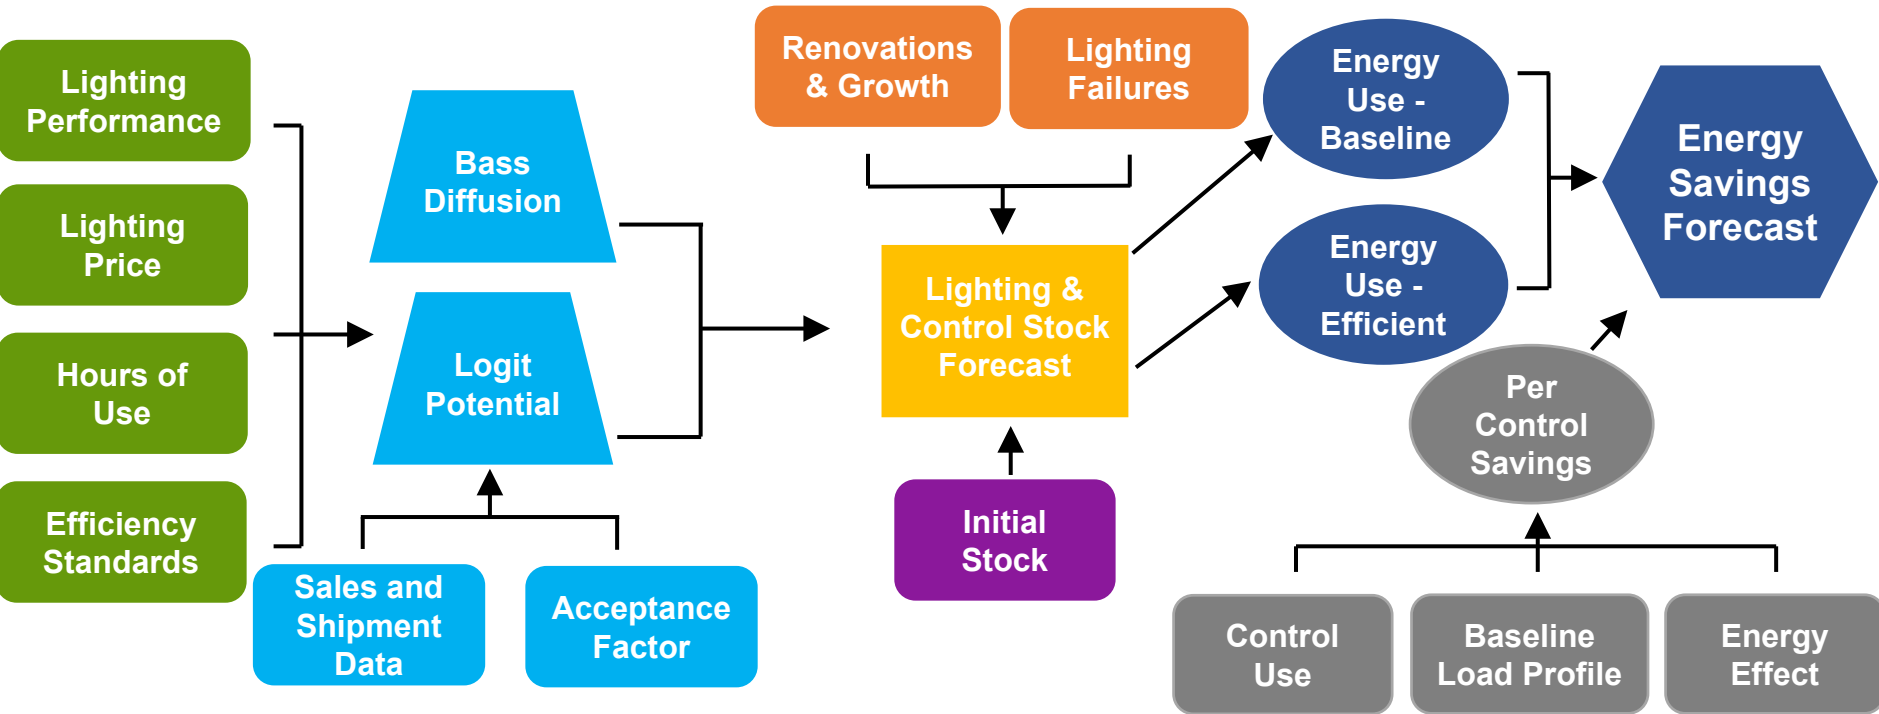 Lighting
Performance
Lighting
Price
Hours of
Use
Efficiency
Standards
Bass
Diffusion
Logit
Potential
Sales and
Shipment
Data
Acceptance
Factor
Renovations
& Growth
Lighting
Failures
Lighting &
Control Stock
Forecast
Initial
Stock
Energy
Use -
Baseline
Energy
Use -
Efficient
Energy
Savings
Forecast
Per
Control
Savings
Control
Use
Baseline
Load Profile
Energy
Effect